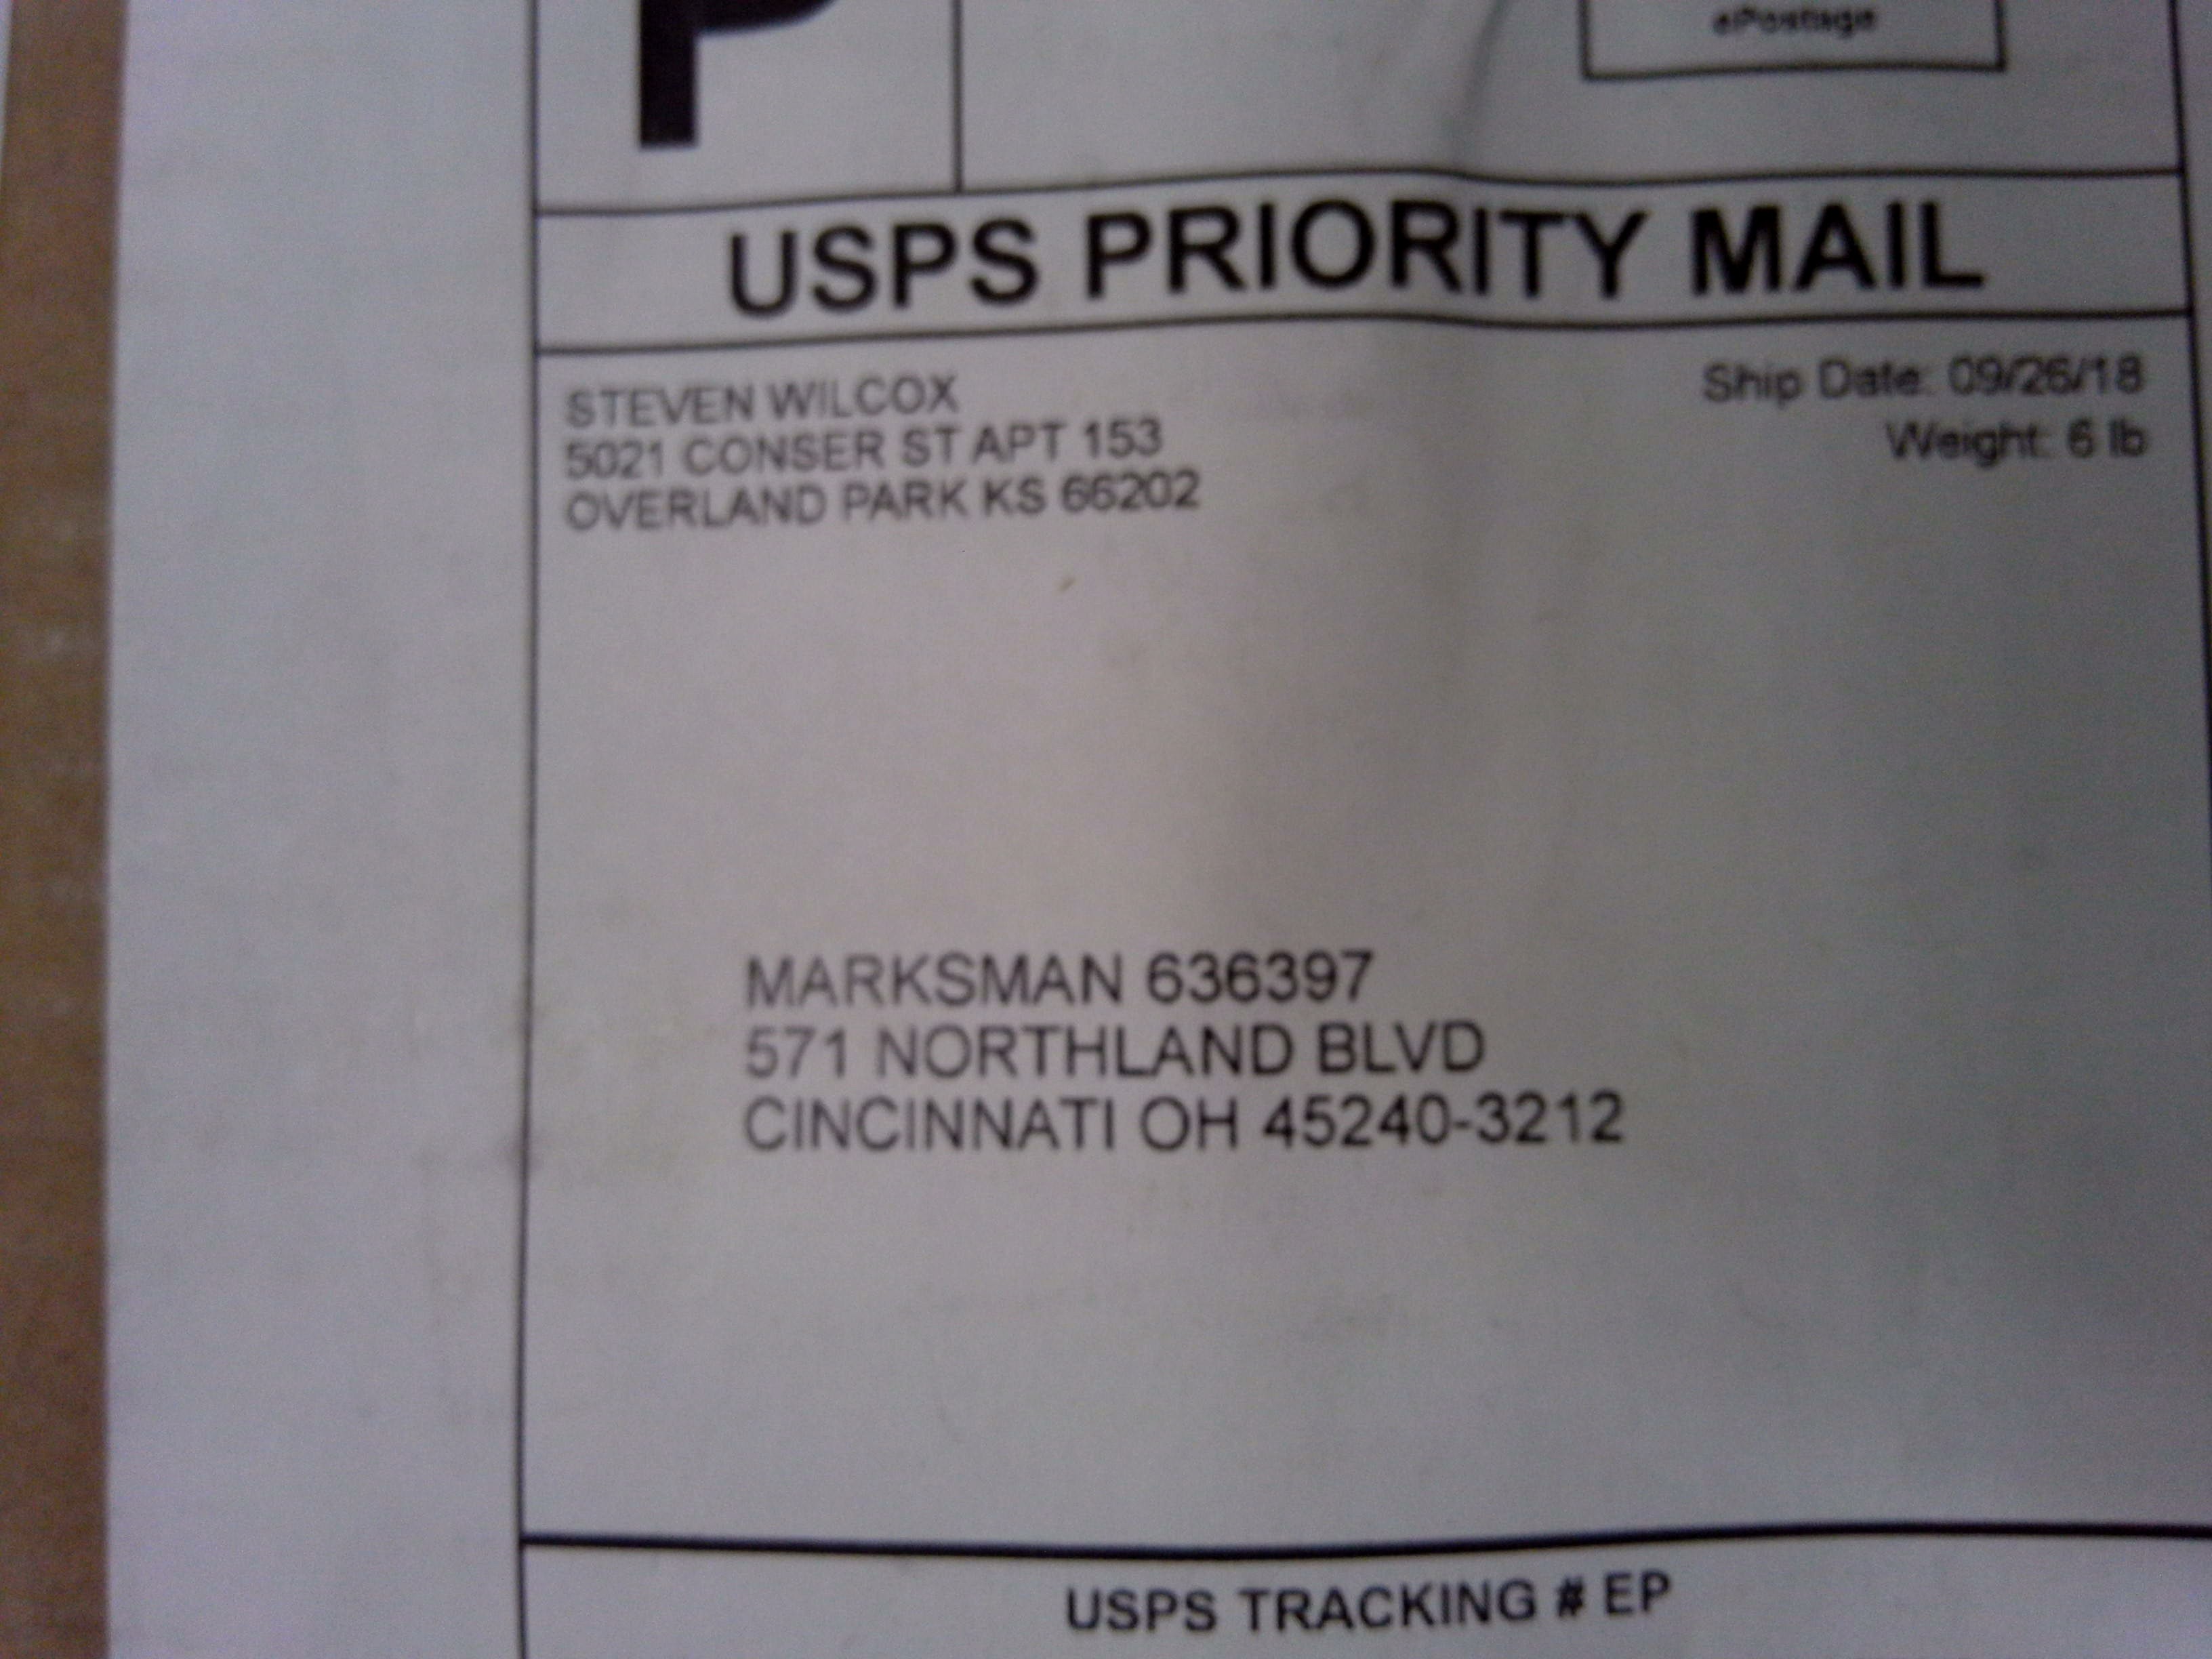 P
ePostage
USPS PRIORITY MAIL
STEVEN WILCOX
5021 CONSER ST APT 153
OVERLAND PARK KS 66202
Ship Date: 09/26/18
Weight: 6 lb
MARKSMAN 636397
571 NORTHLAND BLVD
CINCINNATI OH 45240-3212
USPS TRACKING # EP